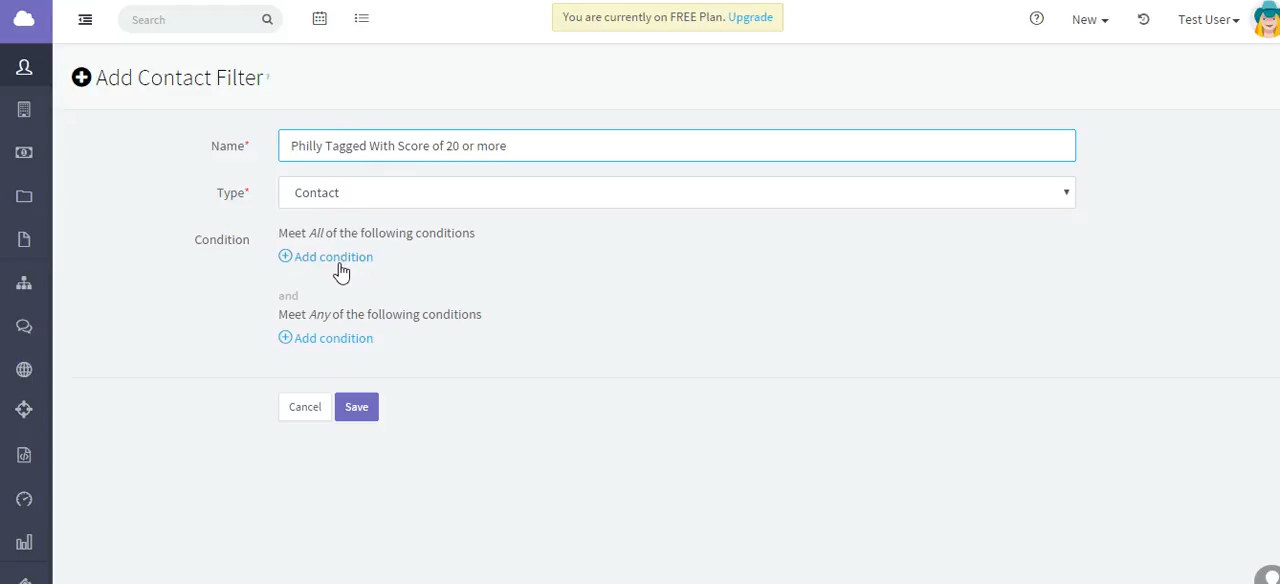 Search
You are currently on FREE Plan. Upgrade
New
Test User
Add Contact Filter
Name*
Philly Tagged With Score of 20 or more
Type*
Contact
Condition
Meet All of the following conditions
Add condition
and
Meet Any of the following conditions
Add condition
Cancel
Save